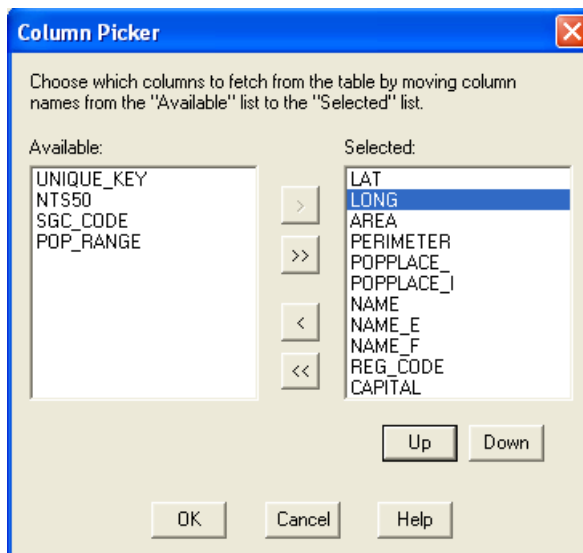 Column Picker
Choose which columns to fetch from the table by moving column
names from the "Available" list to the "Selected" list.
Available:
UNIQUE_KEY
NTS50
SGC_CODE
POP_RANGE
>
>>
<
<<
Selected:
LAT
LONG
AREA
PERIMETER
POPPLACE_
POPPLACE_I
NAME
NAME_E
NAME_F
REG_CODE
CAPITAL
Up
Down
OK
Cancel
Help